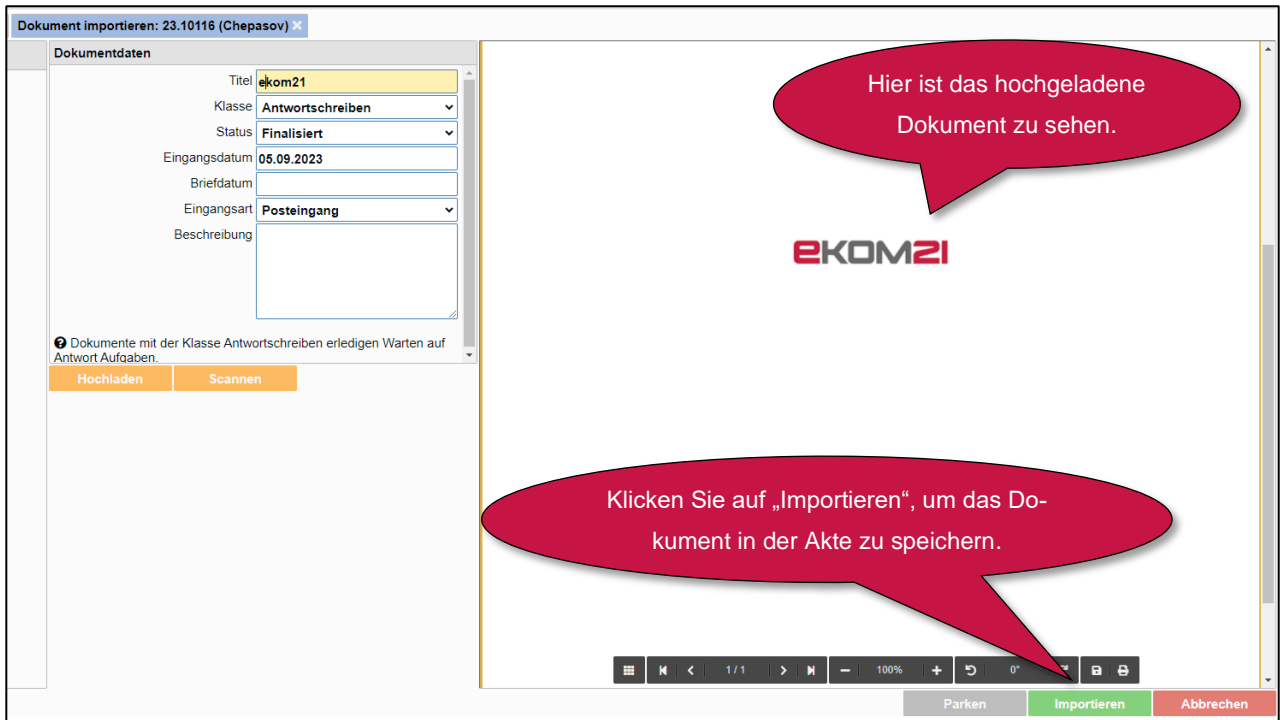 Dokument importieren: 23.10116 (Chepasov) ×
Dokumentdaten
Titel ekom21
Klasse Antwortschreiben
Status Finalisiert
Eingangsdatum 05.09.2023
Briefdatum
Eingangsart Posteingang
Beschreibung
Dokumente mit der Klasse Antwortschreiben erledigen Warten auf
Antwort Aufgaben.
Hochladen Scannen
Hier ist das hochgeladene
Dokument zu sehen.
ekom21
Klicken Sie auf „Importieren“, um das Do-
kument in der Akte zu speichern.
1 / 1 100% 0°
Parken Importieren Abbrechen